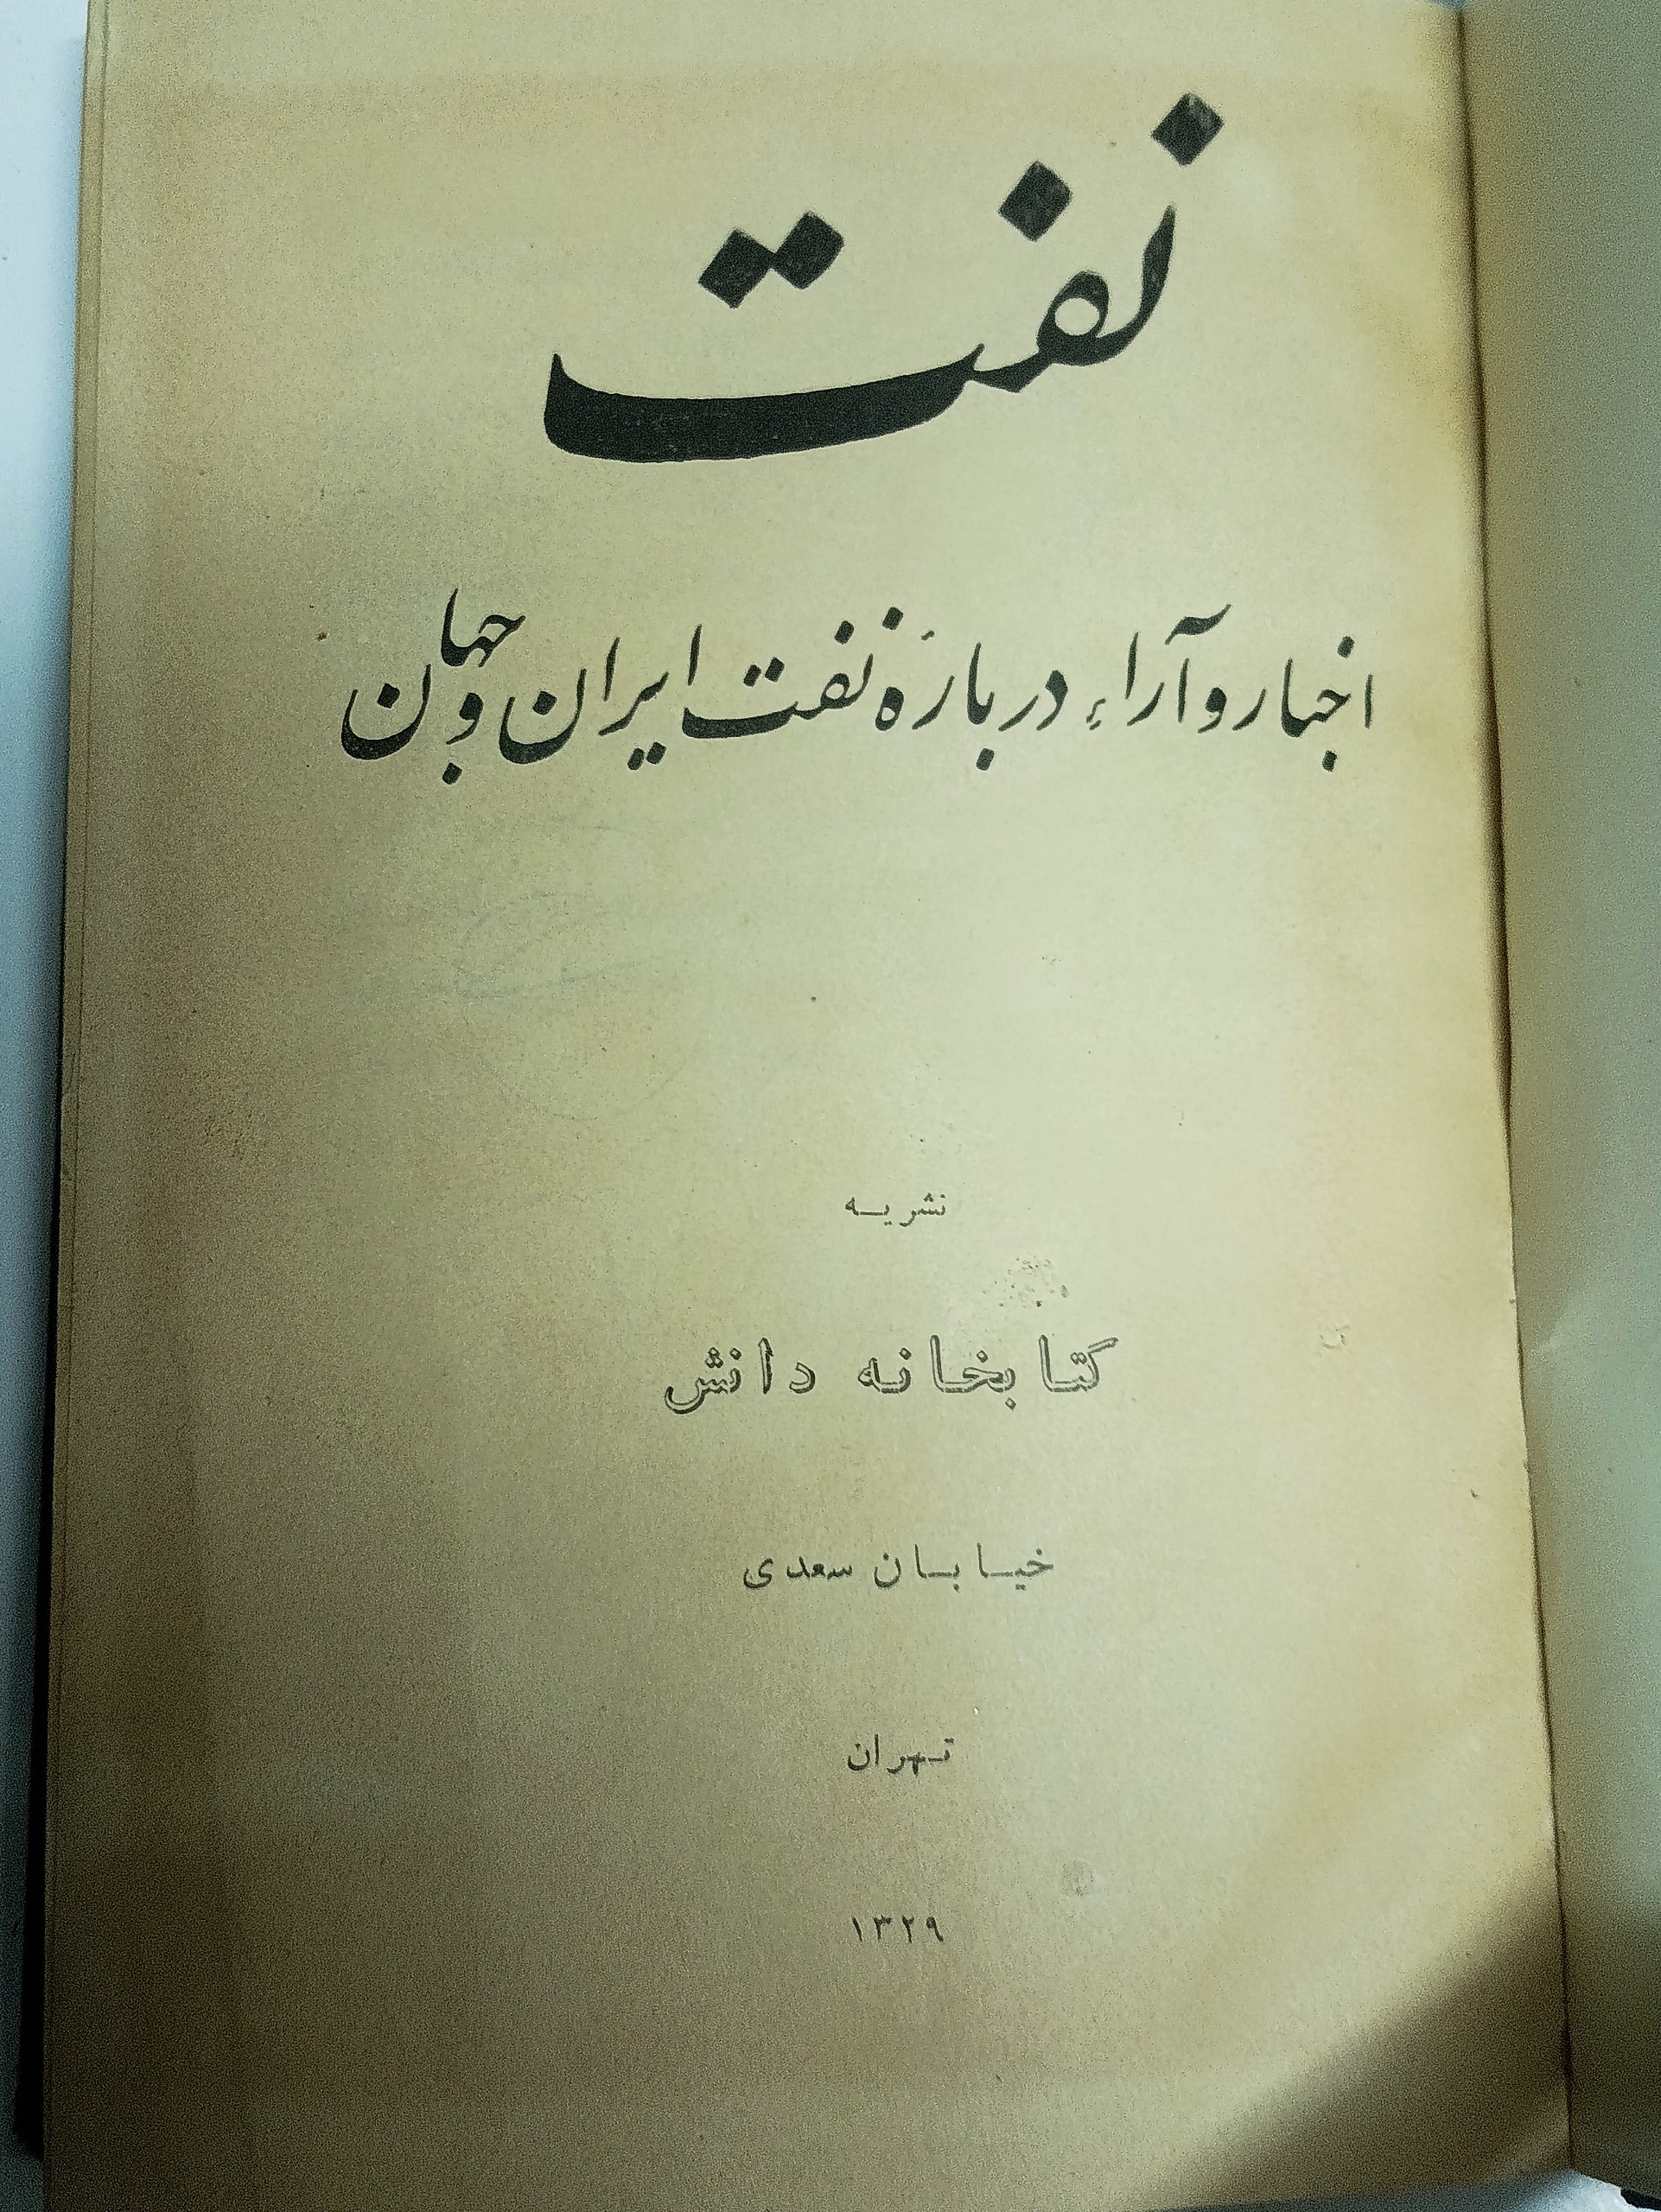 نفت
اخبار و آراء درباره نفت ایران و جهان
نشریه
کتابخانه دانش
خیابان سعدی
تهران
۱۳۲۹